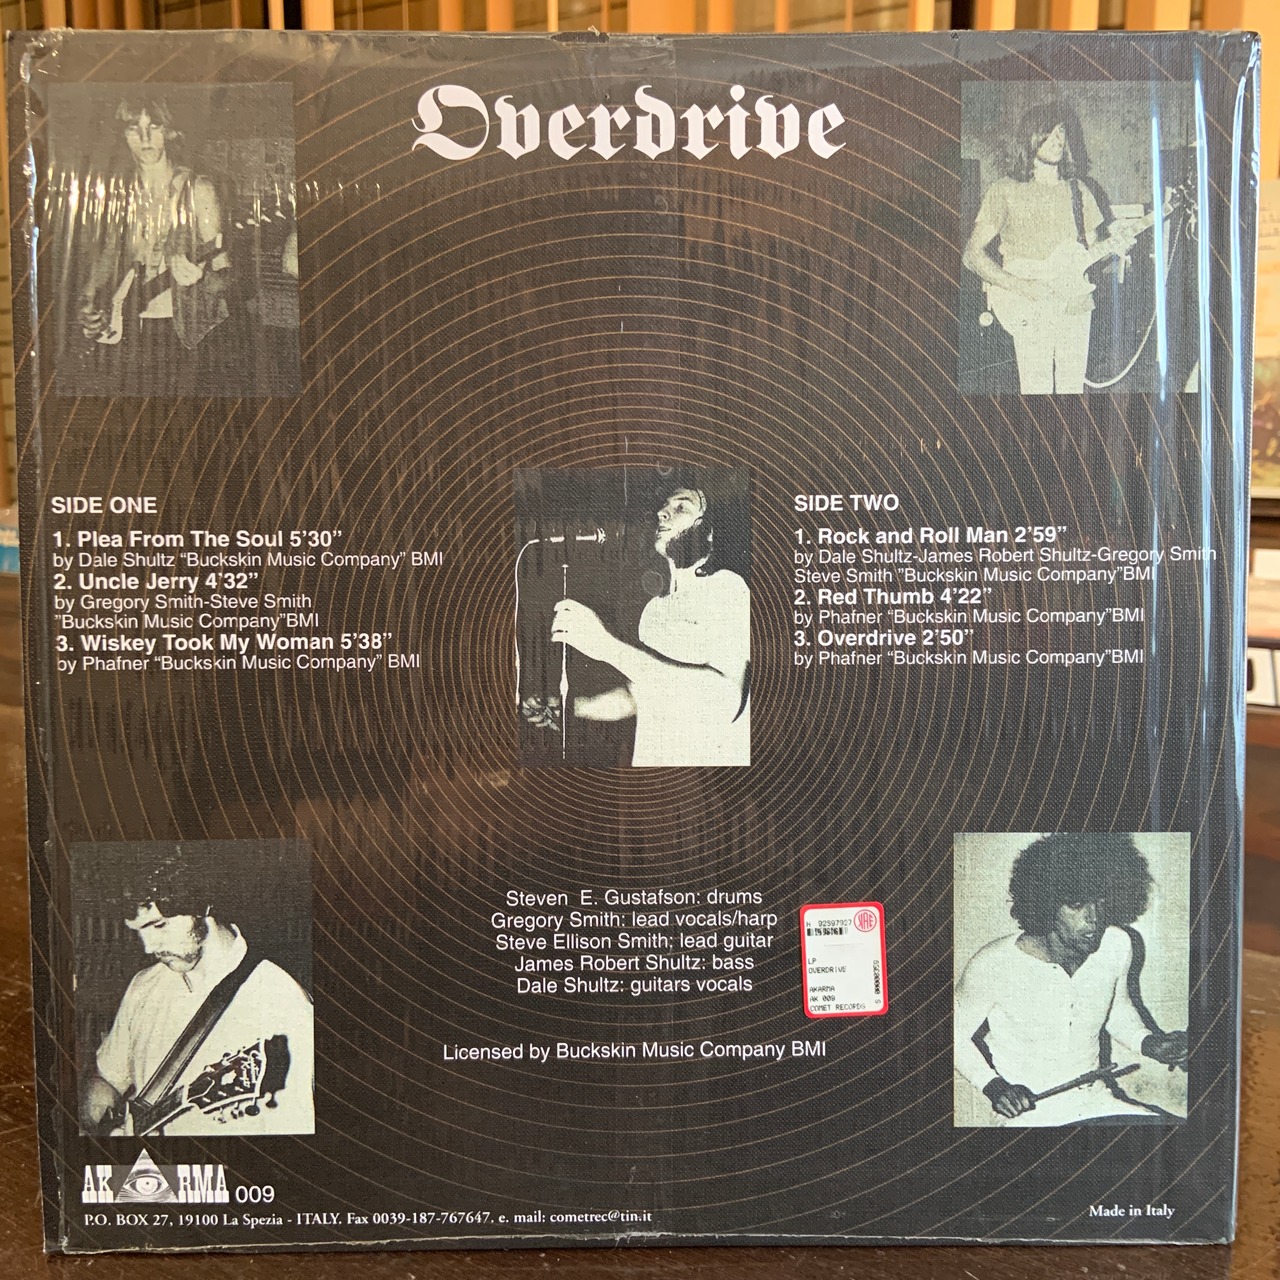 Overdrive
SIDE ONE
1. Plea From The Soul 5'30”
by Dale Shultz “Buckskin Music Company” BMI
2. Uncle Jerry 4'32”
by Gregory Smith-Steve Smith
”Buckskin Music Company”BMI
3. Wiskey Took My Woman 5'38”
by Phafner “Buckskin Music Company” BMI
SIDE TWO
1. Rock and Roll Man 2'59”
by Dale Shultz-James Robert Shultz-Gregory Smith
Steve Smith ”Buckskin Music Company”BMI
2. Red Thumb 4'22”
by Phafner “Buckskin Music Company”BMI
3. Overdrive 2'50”
by Phafner “Buckskin Music Company”BMI
Steven E. Gustafson: drums
Gregory Smith: lead vocals/harp
Steve Ellison Smith; lead guitar
James Robert Shultz: bass
Dale Shultz: guitars vocals
H 92597927
LP
OVERDRIVE
AKARMA
AK 009
COMET RECORDS
Licensed by Buckskin Music Company BMI
AK RMA 009
P.O. BOX 27, 19100 La Spezia - ITALY. Fax 0039-187-767647. e. mail: cometrec@tin.it
Made in Italy